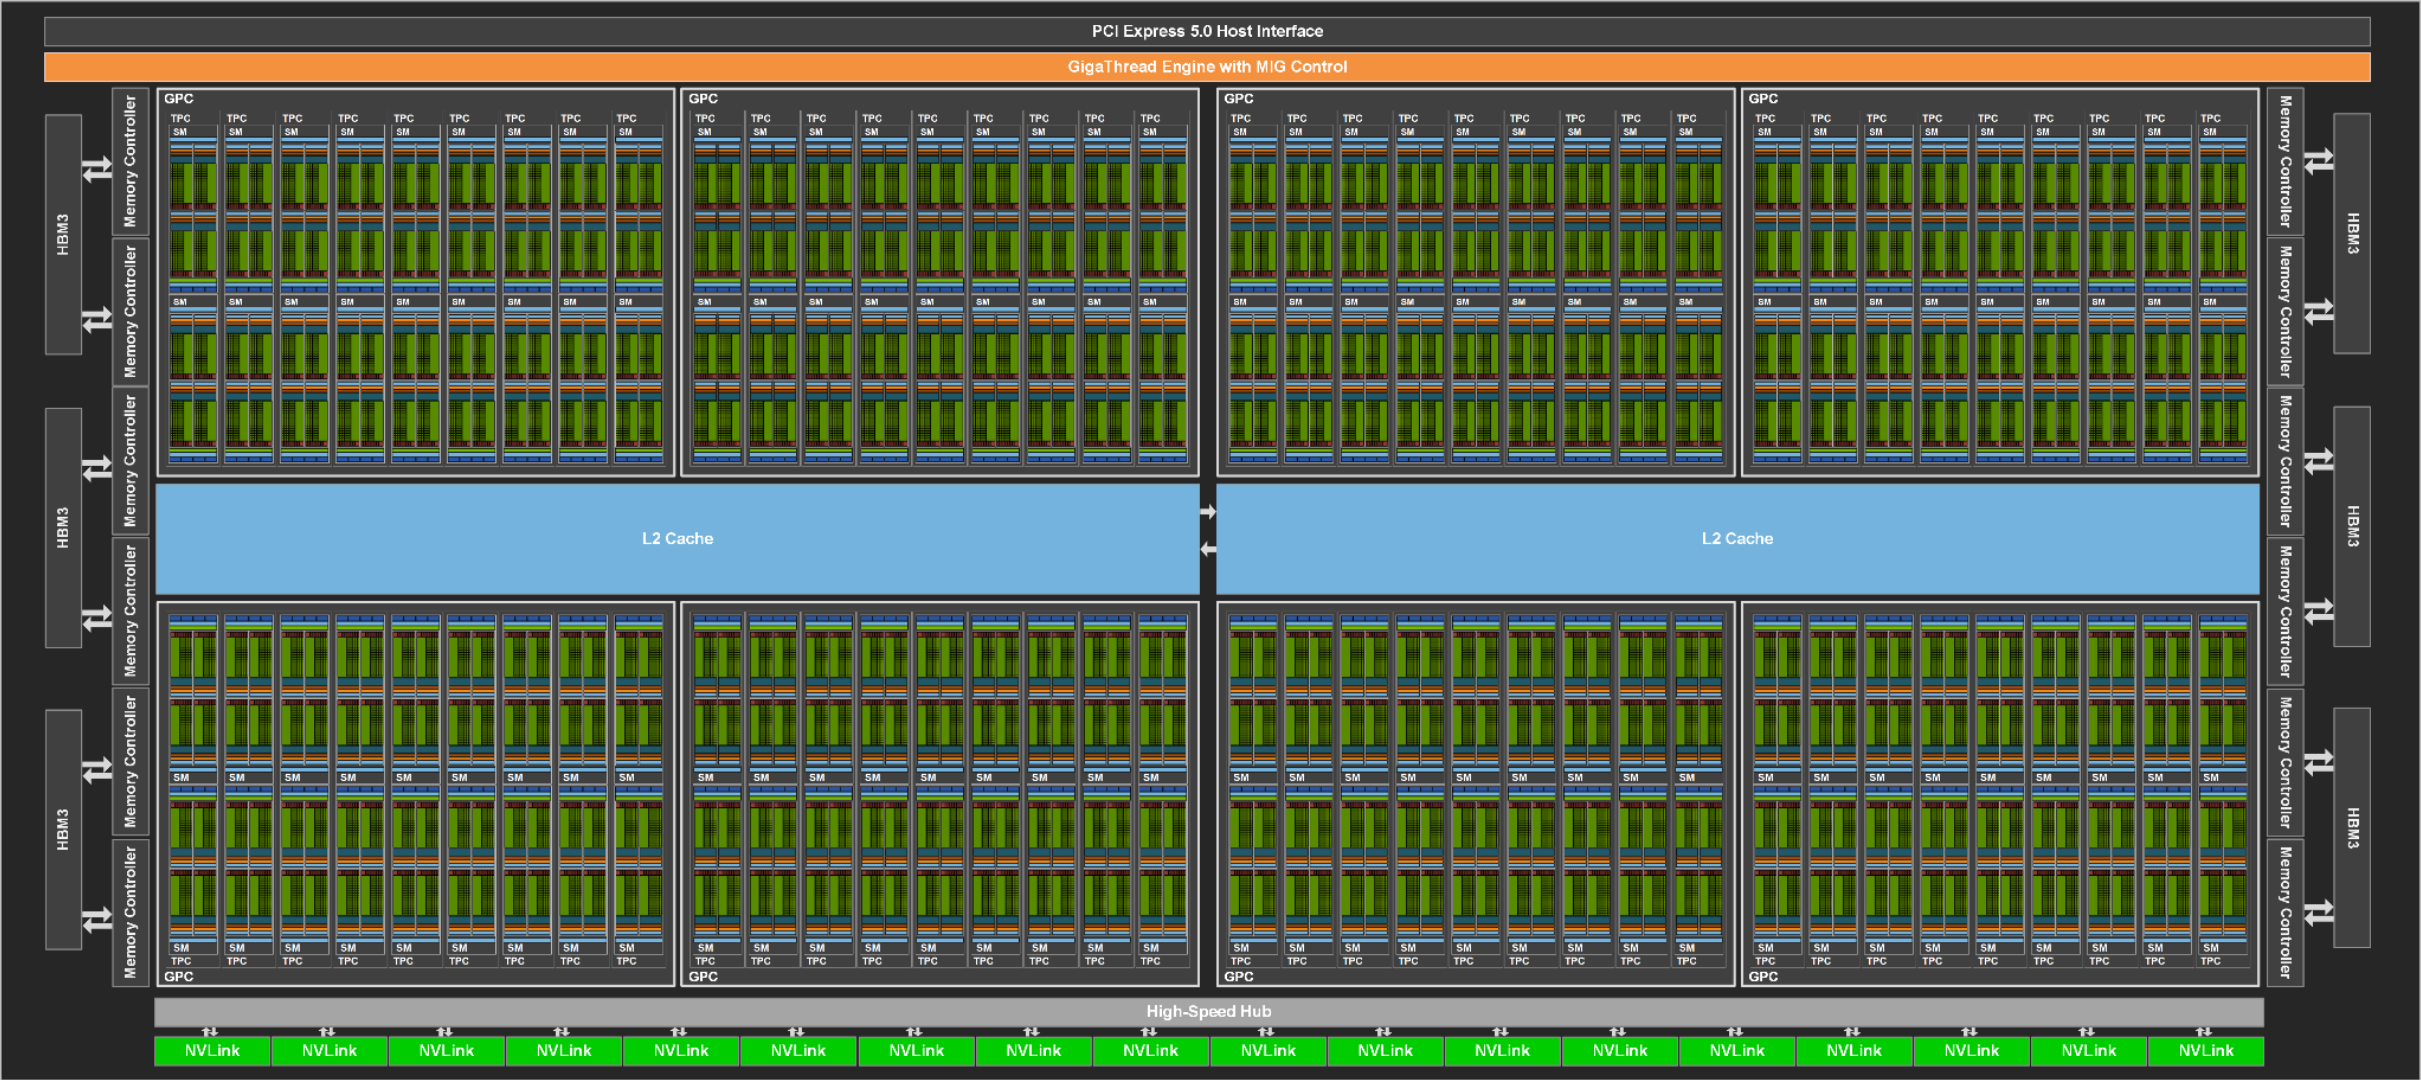 PCI Express 5.0 Host Interface
GigaThread Engine with MIG Control
HBM3
HBM3
HBM3
Memory Controller
Memory Controller
Memory Controller
Memory Controller
Memory Controller
Memory Controller
GPC
TPC TPC TPC TPC TPC TPC TPC TPC TPC
SM SM SM SM SM SM SM SM SM
SM SM SM SM SM SM SM SM SM
GPC
TPC TPC TPC TPC TPC TPC TPC TPC TPC
SM SM SM SM SM SM SM SM SM
SM SM SM SM SM SM SM SM SM
GPC
TPC TPC TPC TPC TPC TPC TPC TPC TPC
SM SM SM SM SM SM SM SM SM
SM SM SM SM SM SM SM SM SM
GPC
TPC TPC TPC TPC TPC TPC TPC TPC TPC
SM SM SM SM SM SM SM SM SM
SM SM SM SM SM SM SM SM SM
L2 Cache
L2 Cache
SM SM SM SM SM SM SM SM SM
SM SM SM SM SM SM SM SM SM
TPC TPC TPC TPC TPC TPC TPC TPC TPC
GPC
SM SM SM SM SM SM SM SM SM
SM SM SM SM SM SM SM SM SM
TPC TPC TPC TPC TPC TPC TPC TPC TPC
GPC
SM SM SM SM SM SM SM SM SM
SM SM SM SM SM SM SM SM SM
TPC TPC TPC TPC TPC TPC TPC TPC TPC
GPC
SM SM SM SM SM SM SM SM SM
SM SM SM SM SM SM SM SM SM
TPC TPC TPC TPC TPC TPC TPC TPC TPC
GPC
Memory Controller
Memory Controller
Memory Controller
Memory Controller
Memory Controller
Memory Controller
HBM3
HBM3
HBM3
High-Speed Hub
NVLink NVLink NVLink NVLink NVLink NVLink NVLink NVLink NVLink NVLink NVLink NVLink NVLink NVLink NVLink NVLink NVLink NVLink